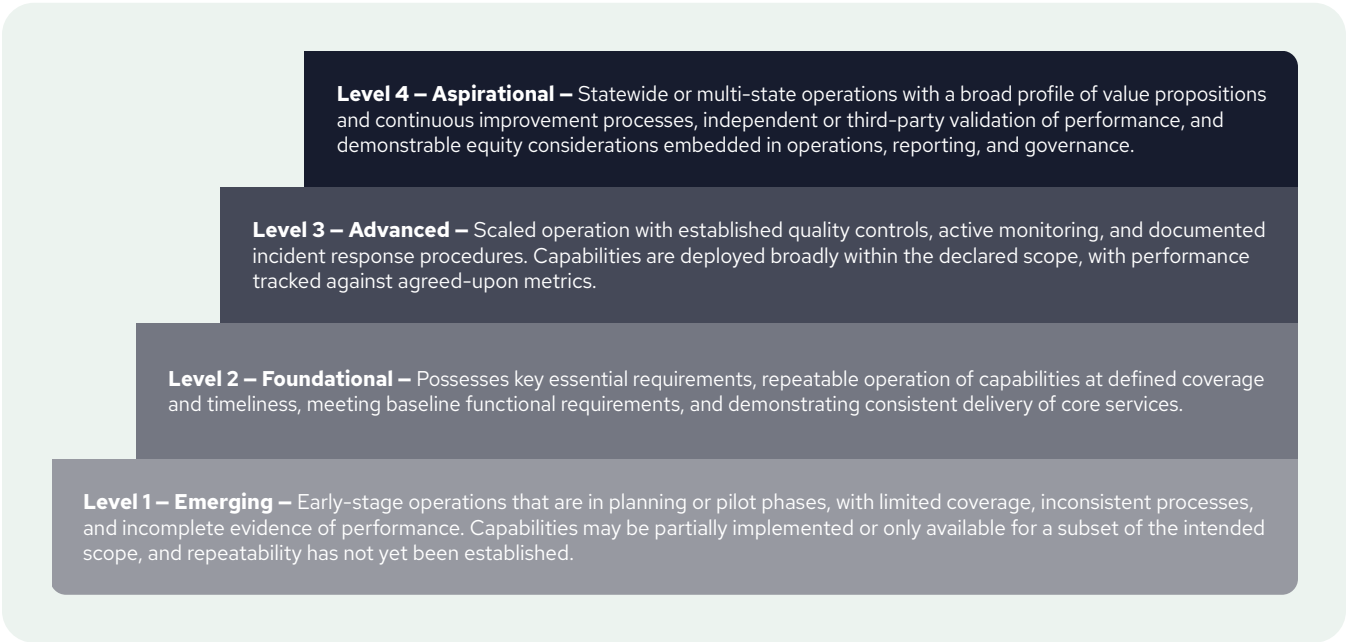 Level 4 – Aspirational – Statewide or multi-state operations with a broad profile of value propositions
and continuous improvement processes, independent or third-party validation of performance, and
demonstrable equity considerations embedded in operations, reporting, and governance.
Level 3 – Advanced – Scaled operation with established quality controls, active monitoring, and documented
incident response procedures. Capabilities are deployed broadly within the declared scope, with performance
tracked against agreed-upon metrics.
Level 2 – Foundational – Possesses key essential requirements, repeatable operation of capabilities at defined coverage
and timeliness, meeting baseline functional requirements, and demonstrating consistent delivery of core services.
Level 1 – Emerging – Early-stage operations that are in planning or pilot phases, with limited coverage, inconsistent processes,
and incomplete evidence of performance. Capabilities may be partially implemented or only available for a subset of the intended
scope, and repeatability has not yet been established.